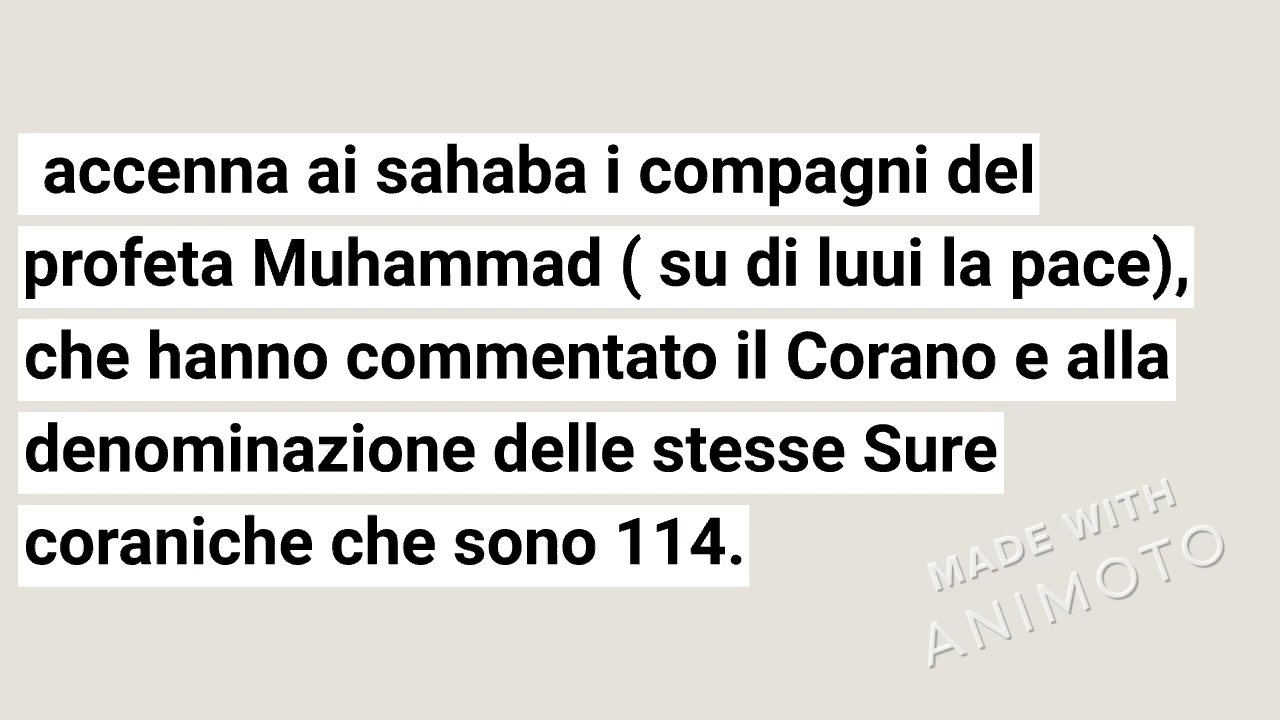 accenna ai sahaba i compagni del
profeta Muhammad ( su di luui la pace),
che hanno commentato il Corano e alla
denominazione delle stesse Sure
coraniche che sono 114.
MADE WITH
ANIMOTO